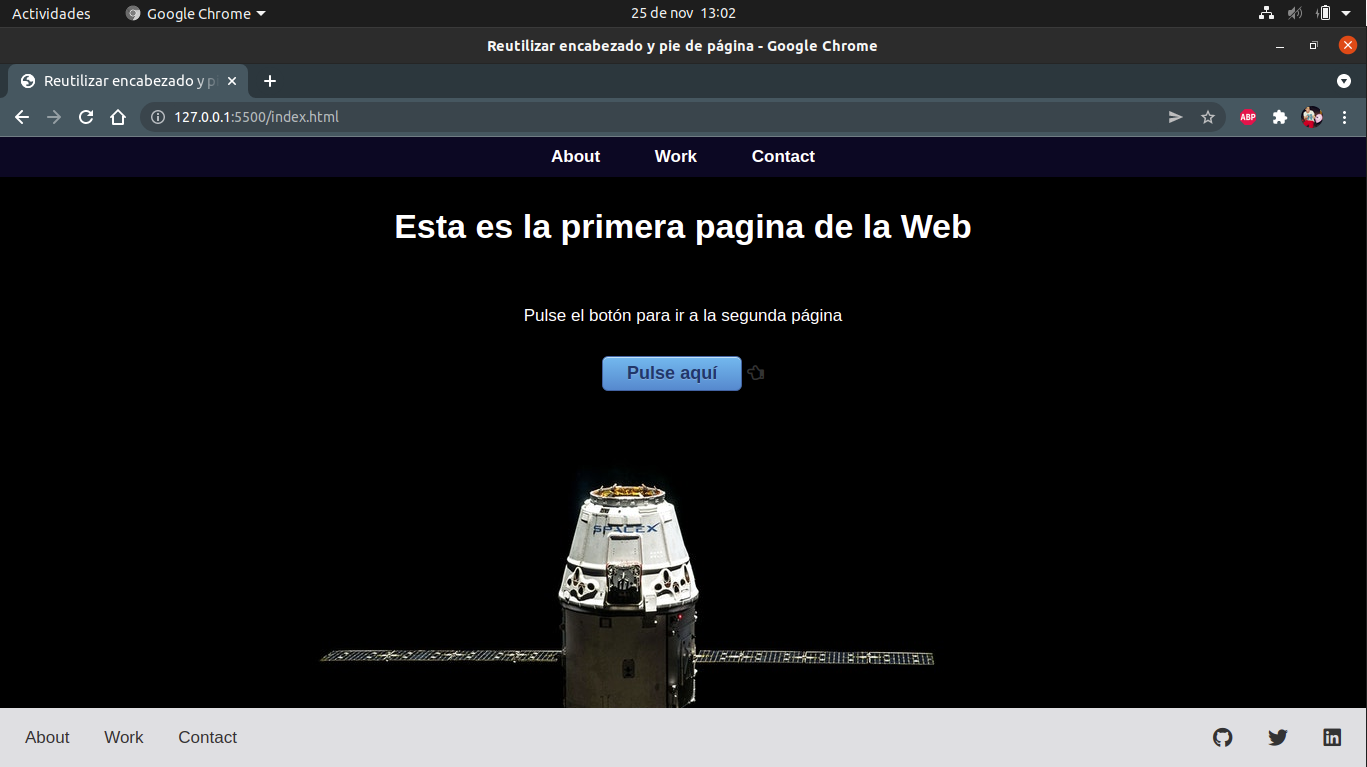 Actividades Google Chrome 25 de nov 13:02
Reutilizar encabezado y pie de página - Google Chrome
Reutilizar encabezado y
127.0.0.1:5500/index.html ABP
About Work Contact
Esta es la primera pagina de la Web
Pulse el botón para ir a la segunda página
Pulse aquí
SPACEX
About Work Contact